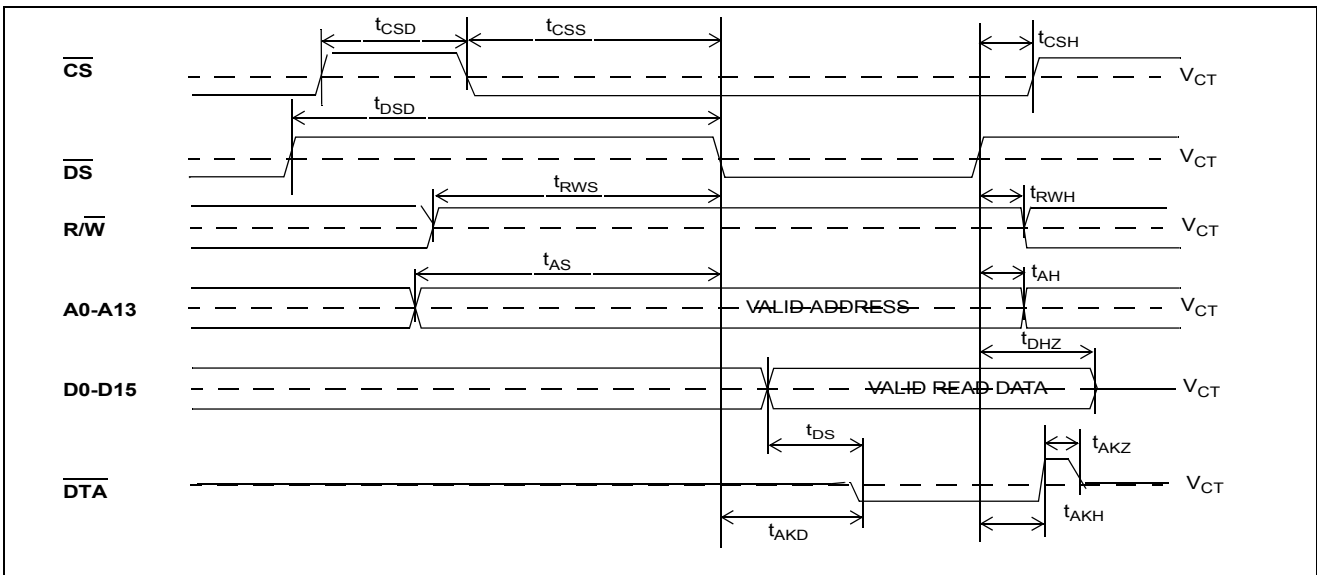 tCSD
tCSS
tCSH
CS
VCT
tDSD
DS
VCT
tRWS
tRWH
R/W
VCT
tAS
tAH
A0-A13
VALID ADDRESS
VCT
tDHZ
D0-D15
VALID READ DATA
VCT
tDS
tAKZ
DTA
VCT
tAKD
tAKH